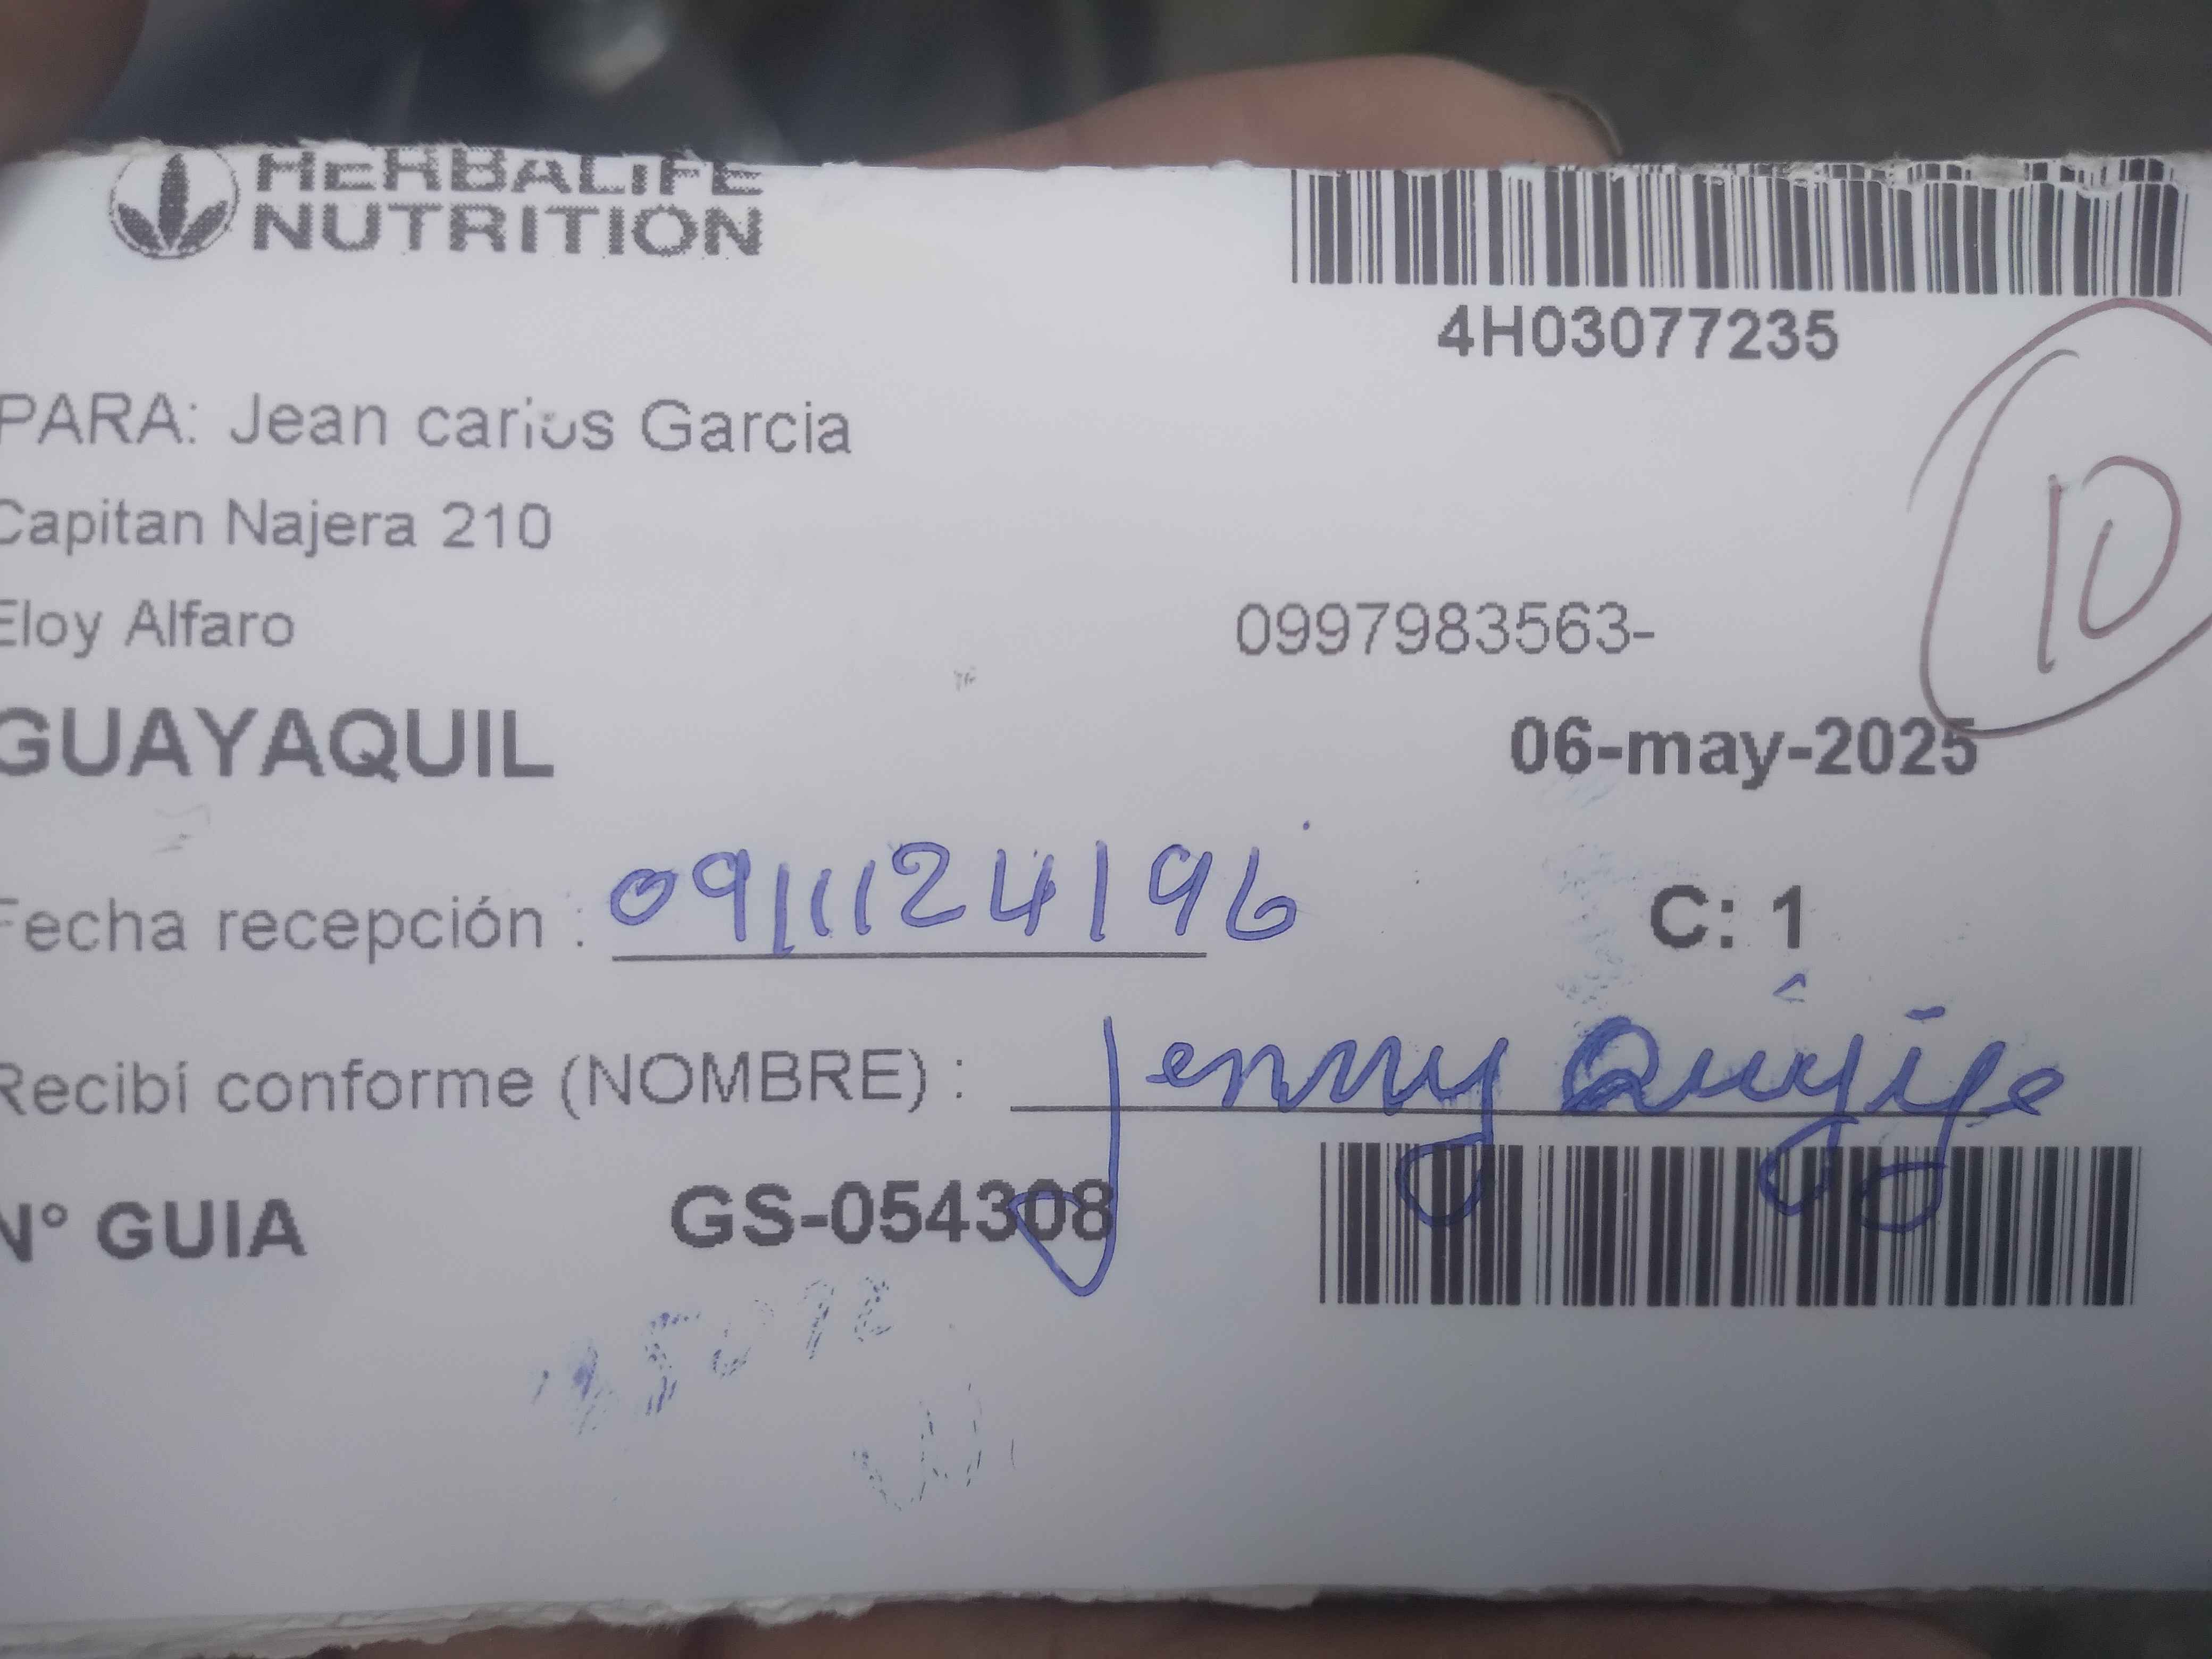 HERBALIFE
NUTRITION
4H03077235
PARA: Jean carlos Garcia
10
Capitan Najera 210
Eloy Alfaro
0997983563-
GUAYAQUIL
06-may-2025
Fecha recepción :
C: 1
Recibí conforme (NOMBRE) : Jenny Quijije
N° GUIA GS-054308